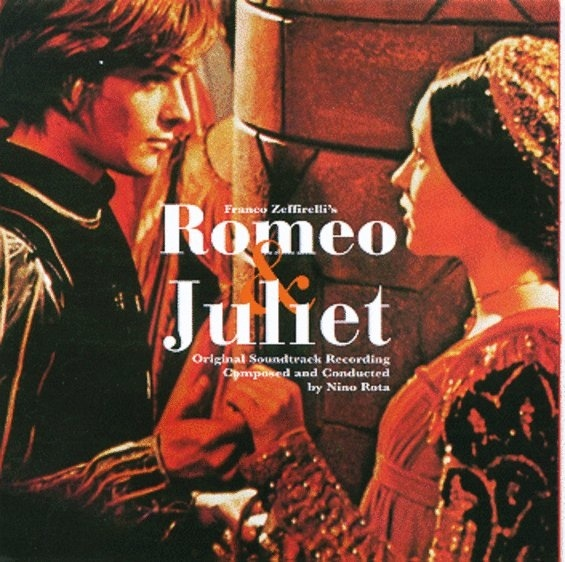 Franco Zeffirelli's
Romeo
&
Juliet
Original Soundtrack Recording
Composed and Conducted
by Nino Rota